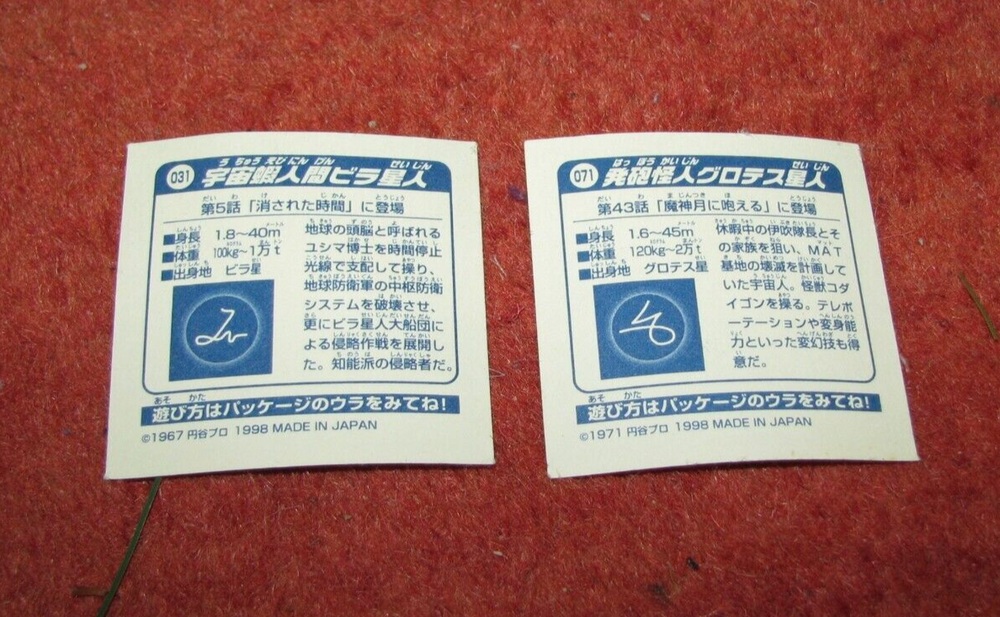 031
宇宙蝦人間ビラ星人
第5話「消された時間」に登場
■身長 1.8～40m
■体重 100kg～1万t
■出身地 ビラ星
地球の頭脳と呼ばれる
ユシマ博士を時間停止
光線で支配して操り、
地球防衛軍の中枢防衛
システムを破壊させ、
更にビラ星人大船団に
よる侵略作戦を展開し
た。知能派の侵略者だ。
遊び方はパッケージのウラをみてね!
©1967 円谷プロ 1998 MADE IN JAPAN
071
発砲怪人グロテス星人
第43話「魔神月に咆える」に登場
■身長 1.6～45m
■体重 120kg～2万t
■出身地 グロテス星
休暇中の伊吹隊長とそ
の家族を狙い、MAT
基地の壊滅を計画して
いた宇宙人。怪獣コダ
イゴンを操る。テレポ
ーテーションや変身能
力といった変幻技も得
意だ。
遊び方はパッケージのウラをみてね!
©1971 円谷プロ 1998 MADE IN JAPAN